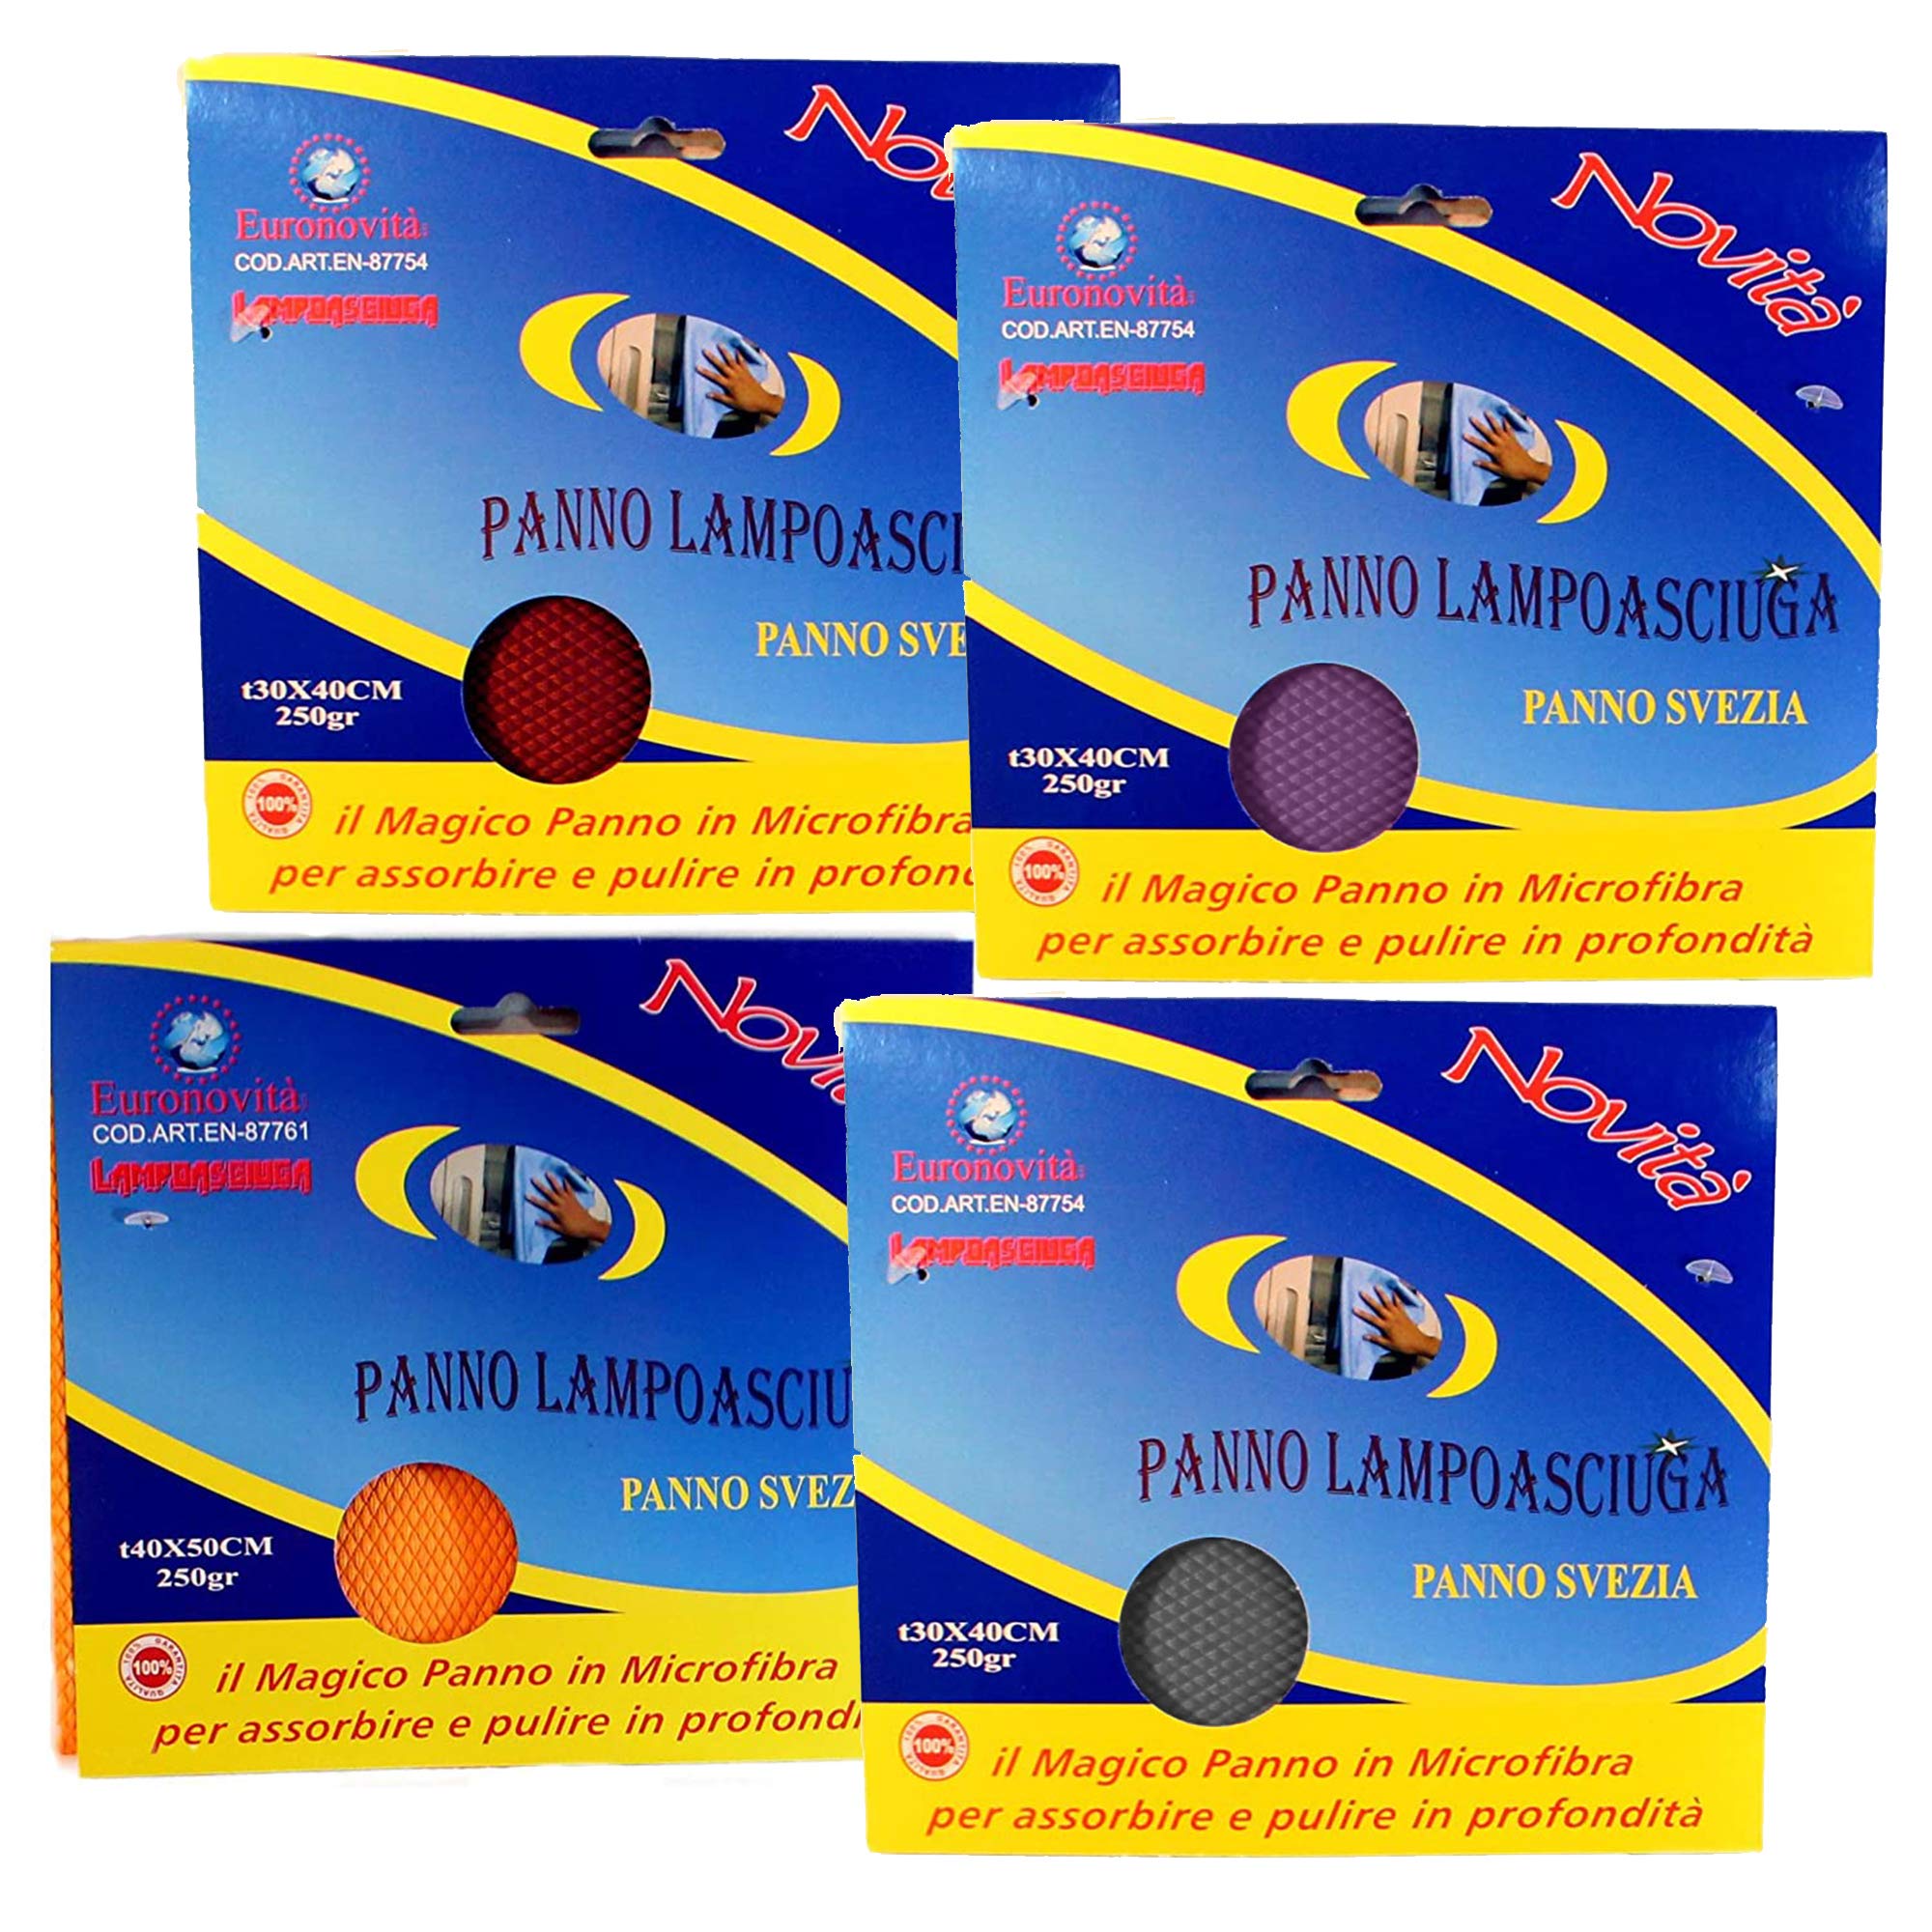 Novità
Euronovità
COD.ART.EN-87754
LAMPOASCIUGA
PANNO LAMPOASCIUGA
PANNO SVEZIA
t30X40CM
250gr
100%
il Magico Panno in Microfibra
per assorbire e pulire in profondità
Nov
Euronovità
COD.ART.EN-87754
LAMPOASCIUGA
PANNO LAMPOASCI
PANNO SVE
t30X40CM
250gr
100%
il Magico Panno in Microfibra
per assorbire e pulire in profond
Novi
Euronovità
COD.ART.EN-87761
LAMPOASCIUGA
PANNO LAMPOASCIU
PANNO SVEZ
t40X50CM
250gr
100%
il Magico Panno in Microfibra
per assorbire e pulire in profondi
Novità
Euronovità
COD.ART.EN-87754
LAMPOASCIUGA
PANNO LAMPOASCIUGA
PANNO SVEZIA
t30X40CM
250gr
100%
il Magico Panno in Microfibra
per assorbire e pulire in profondità